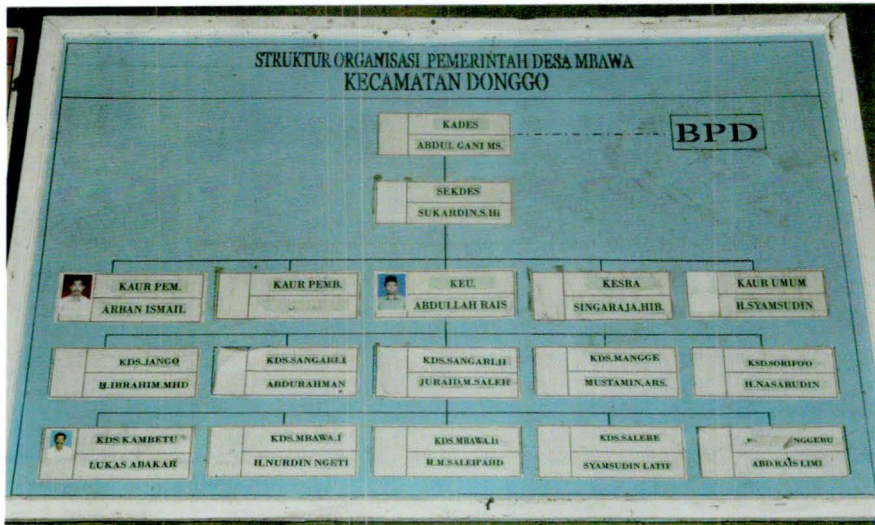 STRUKTUR ORGANISASI PEMERINTAH DESA MBAWA
KECAMATAN DONGGO
KADES
ABDUL GANI MS.
BPD
SEKDES
SUKARDIN,S.Hi
KAUR PEM.
ARBAN ISMAIL
KAUR PEMB.
KEU.
ABDULLAH RAIS
KESRA
SINGARAJA,HIB.
KAUR UMUM
H.SYAMSUDIN
KDS.JANGO
H.IBRAHIM.MHD
KDS.SANGARI.I
ABDURAHMAN
KDS.SANGARI.II
JURAID,M.SALEH
KDS.MANGGE
MUSTAMIN,ARS.
KSD.SORIFO'O
H.NASARUDIN
KDS.KAMBETU
LUKAS ABAKAR
KDS.MBAWA.I
H.NURDIN NGETI
KDS.MBAWA.II
H.M.SALEH'AHD
KDS.SALERE
SYAMSUDIN LATIF
ABD.RAIS LIMI